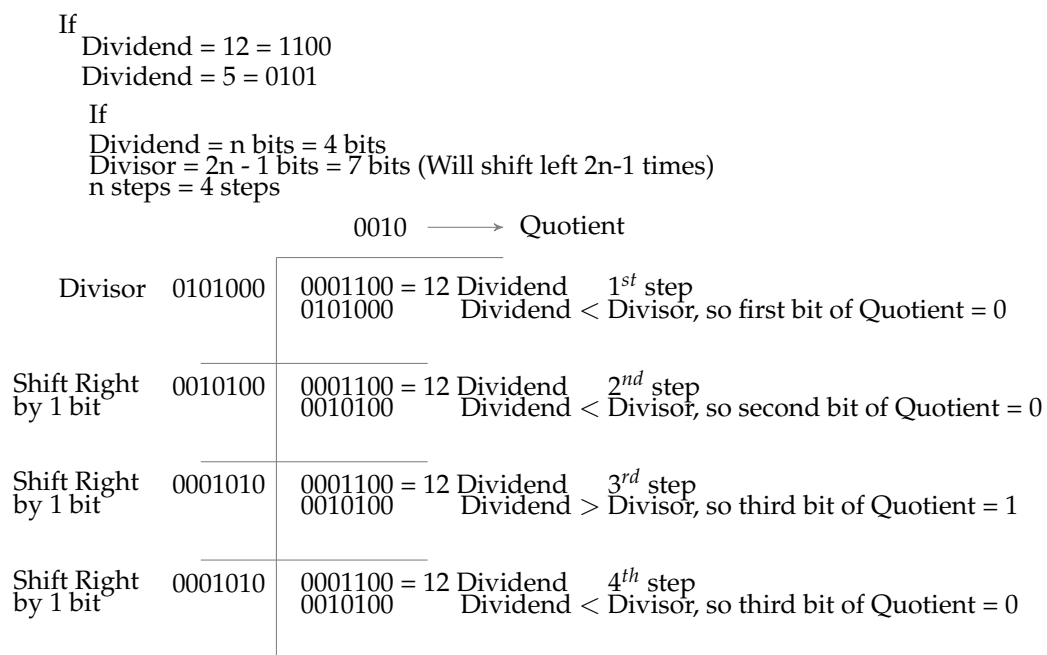 If
Dividend = 12 = 1100
Dividend = 5 = 0101
If
Dividend = n bits = 4 bits
Divisor = 2n - 1 bits = 7 bits (Will shift left 2n-1 times)
n steps = 4 steps
0010 → Quotient
Divisor 0101000 0001100 = 12 Dividend 1st step
0101000 Dividend < Divisor, so first bit of Quotient = 0
Shift Right 0010100 0001100 = 12 Dividend 2nd step
by 1 bit 0010100 Dividend < Divisor, so second bit of Quotient = 0
Shift Right 0001010 0001100 = 12 Dividend 3rd step
by 1 bit 0010100 Dividend > Divisor, so third bit of Quotient = 1
Shift Right 0001010 0001100 = 12 Dividend 4th step
by 1 bit 0010100 Dividend < Divisor, so third bit of Quotient = 0